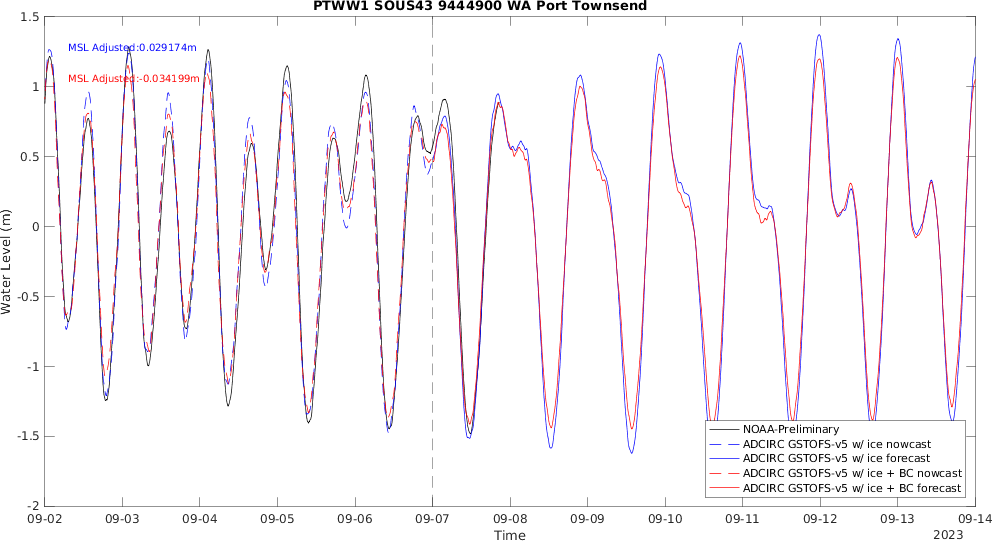 PTWW1 SOUS43 9444900 WA Port Townsend
MSL Adjusted:0.029174m
MSL Adjusted:-0.034199m
Water Level (m)
1.5
1
0.5
0
-0.5
-1
-1.5
-2
NOAA-Preliminary
ADCIRC GSTOFS-v5 w/ ice nowcast
ADCIRC GSTOFS-v5 w/ ice forecast
ADCIRC GSTOFS-v5 w/ ice + BC nowcast
ADCIRC GSTOFS-v5 w/ ice + BC forecast
09-02 09-03 09-04 09-05 09-06 09-07 09-08 09-09 09-10 09-11 09-12 09-13 09-14
Time
2023